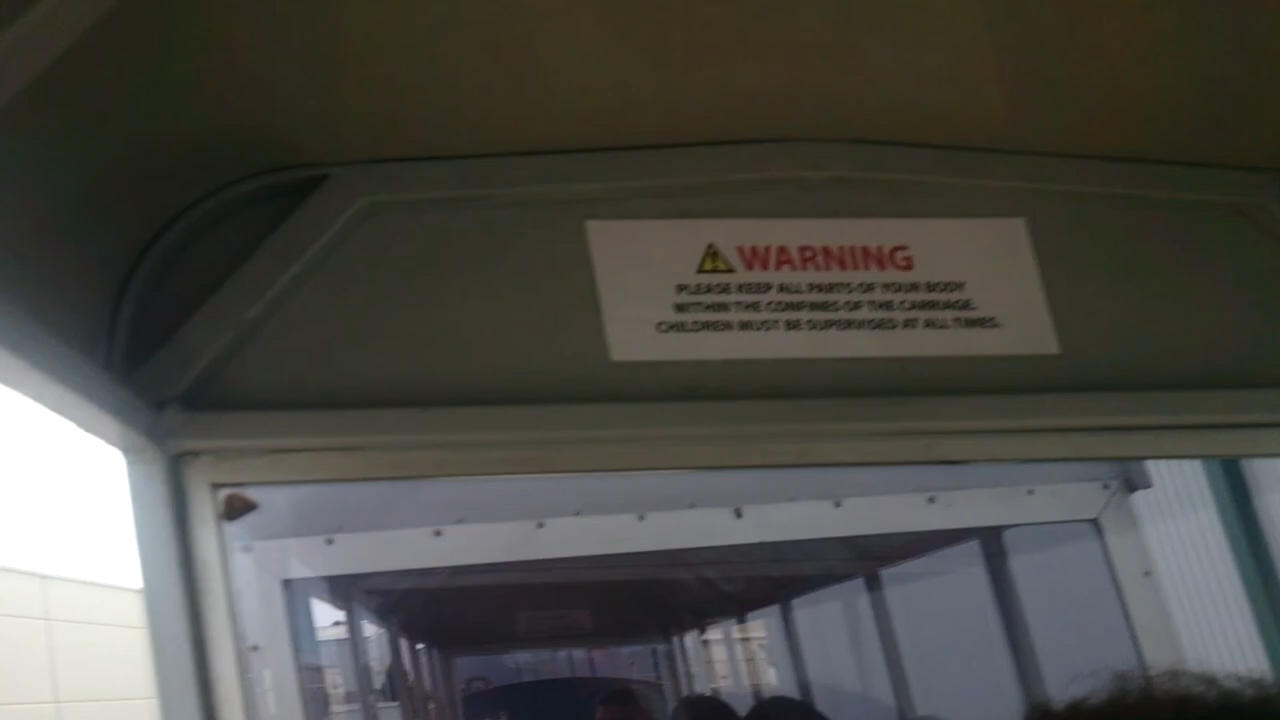 WARNING
PLEASE KEEP ALL PARTS OF YOUR BODY
WITHIN THE CONFINES OF THE CARRIAGE.
CHILDREN MUST BE SUPERVISED AT ALL TIMES.